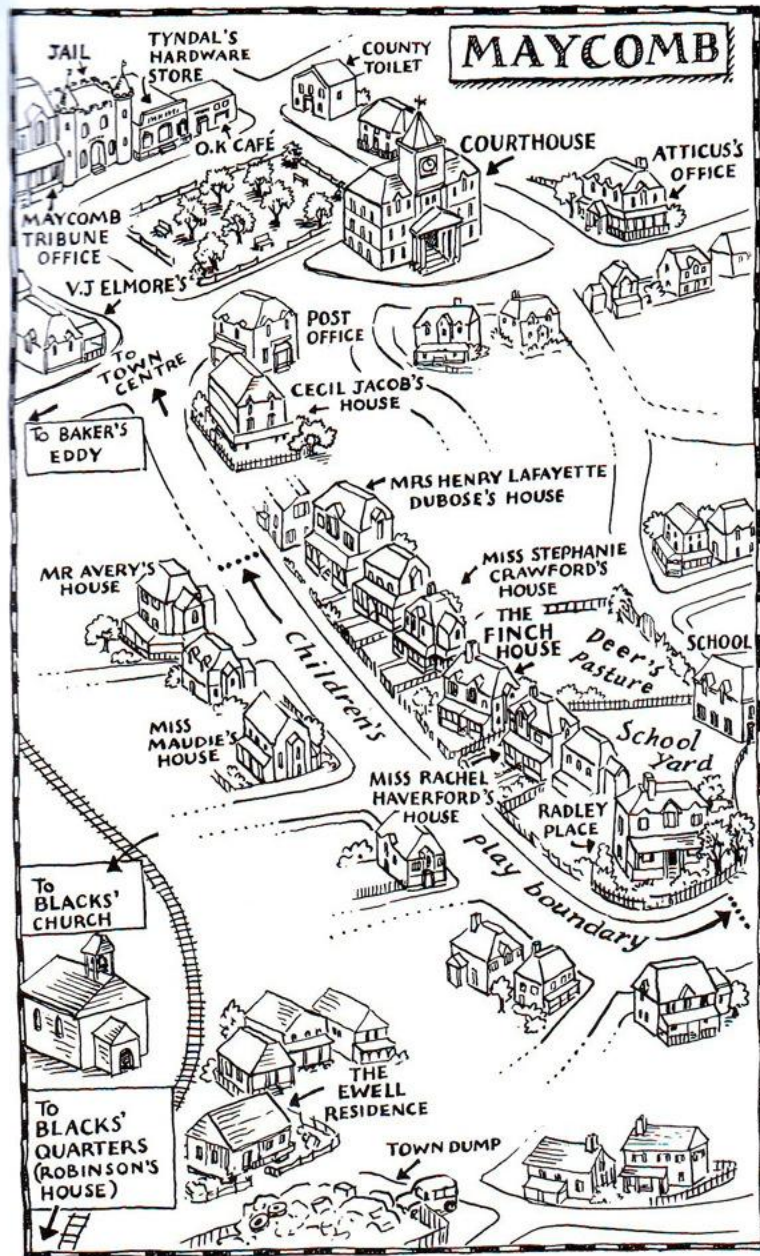 MAYCOMB
JAIL
TYNDAL'S
HARDWARE
STORE
COUNTY
TOILET
O.K CAFÉ
COURTHOUSE
ATTICUS'S
OFFICE
MAYCOMB
TRIBUNE
OFFICE
V.J ELMORE'S
POST
OFFICE
TO
TOWN
CENTRE
CECIL JACOB'S
HOUSE
TO BAKER'S
EDDY
MRS HENRY LAFAYETTE
DUBOSE'S HOUSE
MR AVERY'S
HOUSE
MISS STEPHANIE
CRAWFORD'S
HOUSE
THE
FINCH
HOUSE
Deer's
Pasture
SCHOOL
Children's
MISS
MAUDIE'S
HOUSE
School
Yard
MISS RACHEL
HAVERFORD'S
HOUSE
RADLEY
PLACE
play boundary
TO
BLACKS'
CHURCH
THE
EWELL
RESIDENCE
TO
BLACKS'
QUARTERS
(ROBINSON'S
HOUSE)
TOWN DUMP